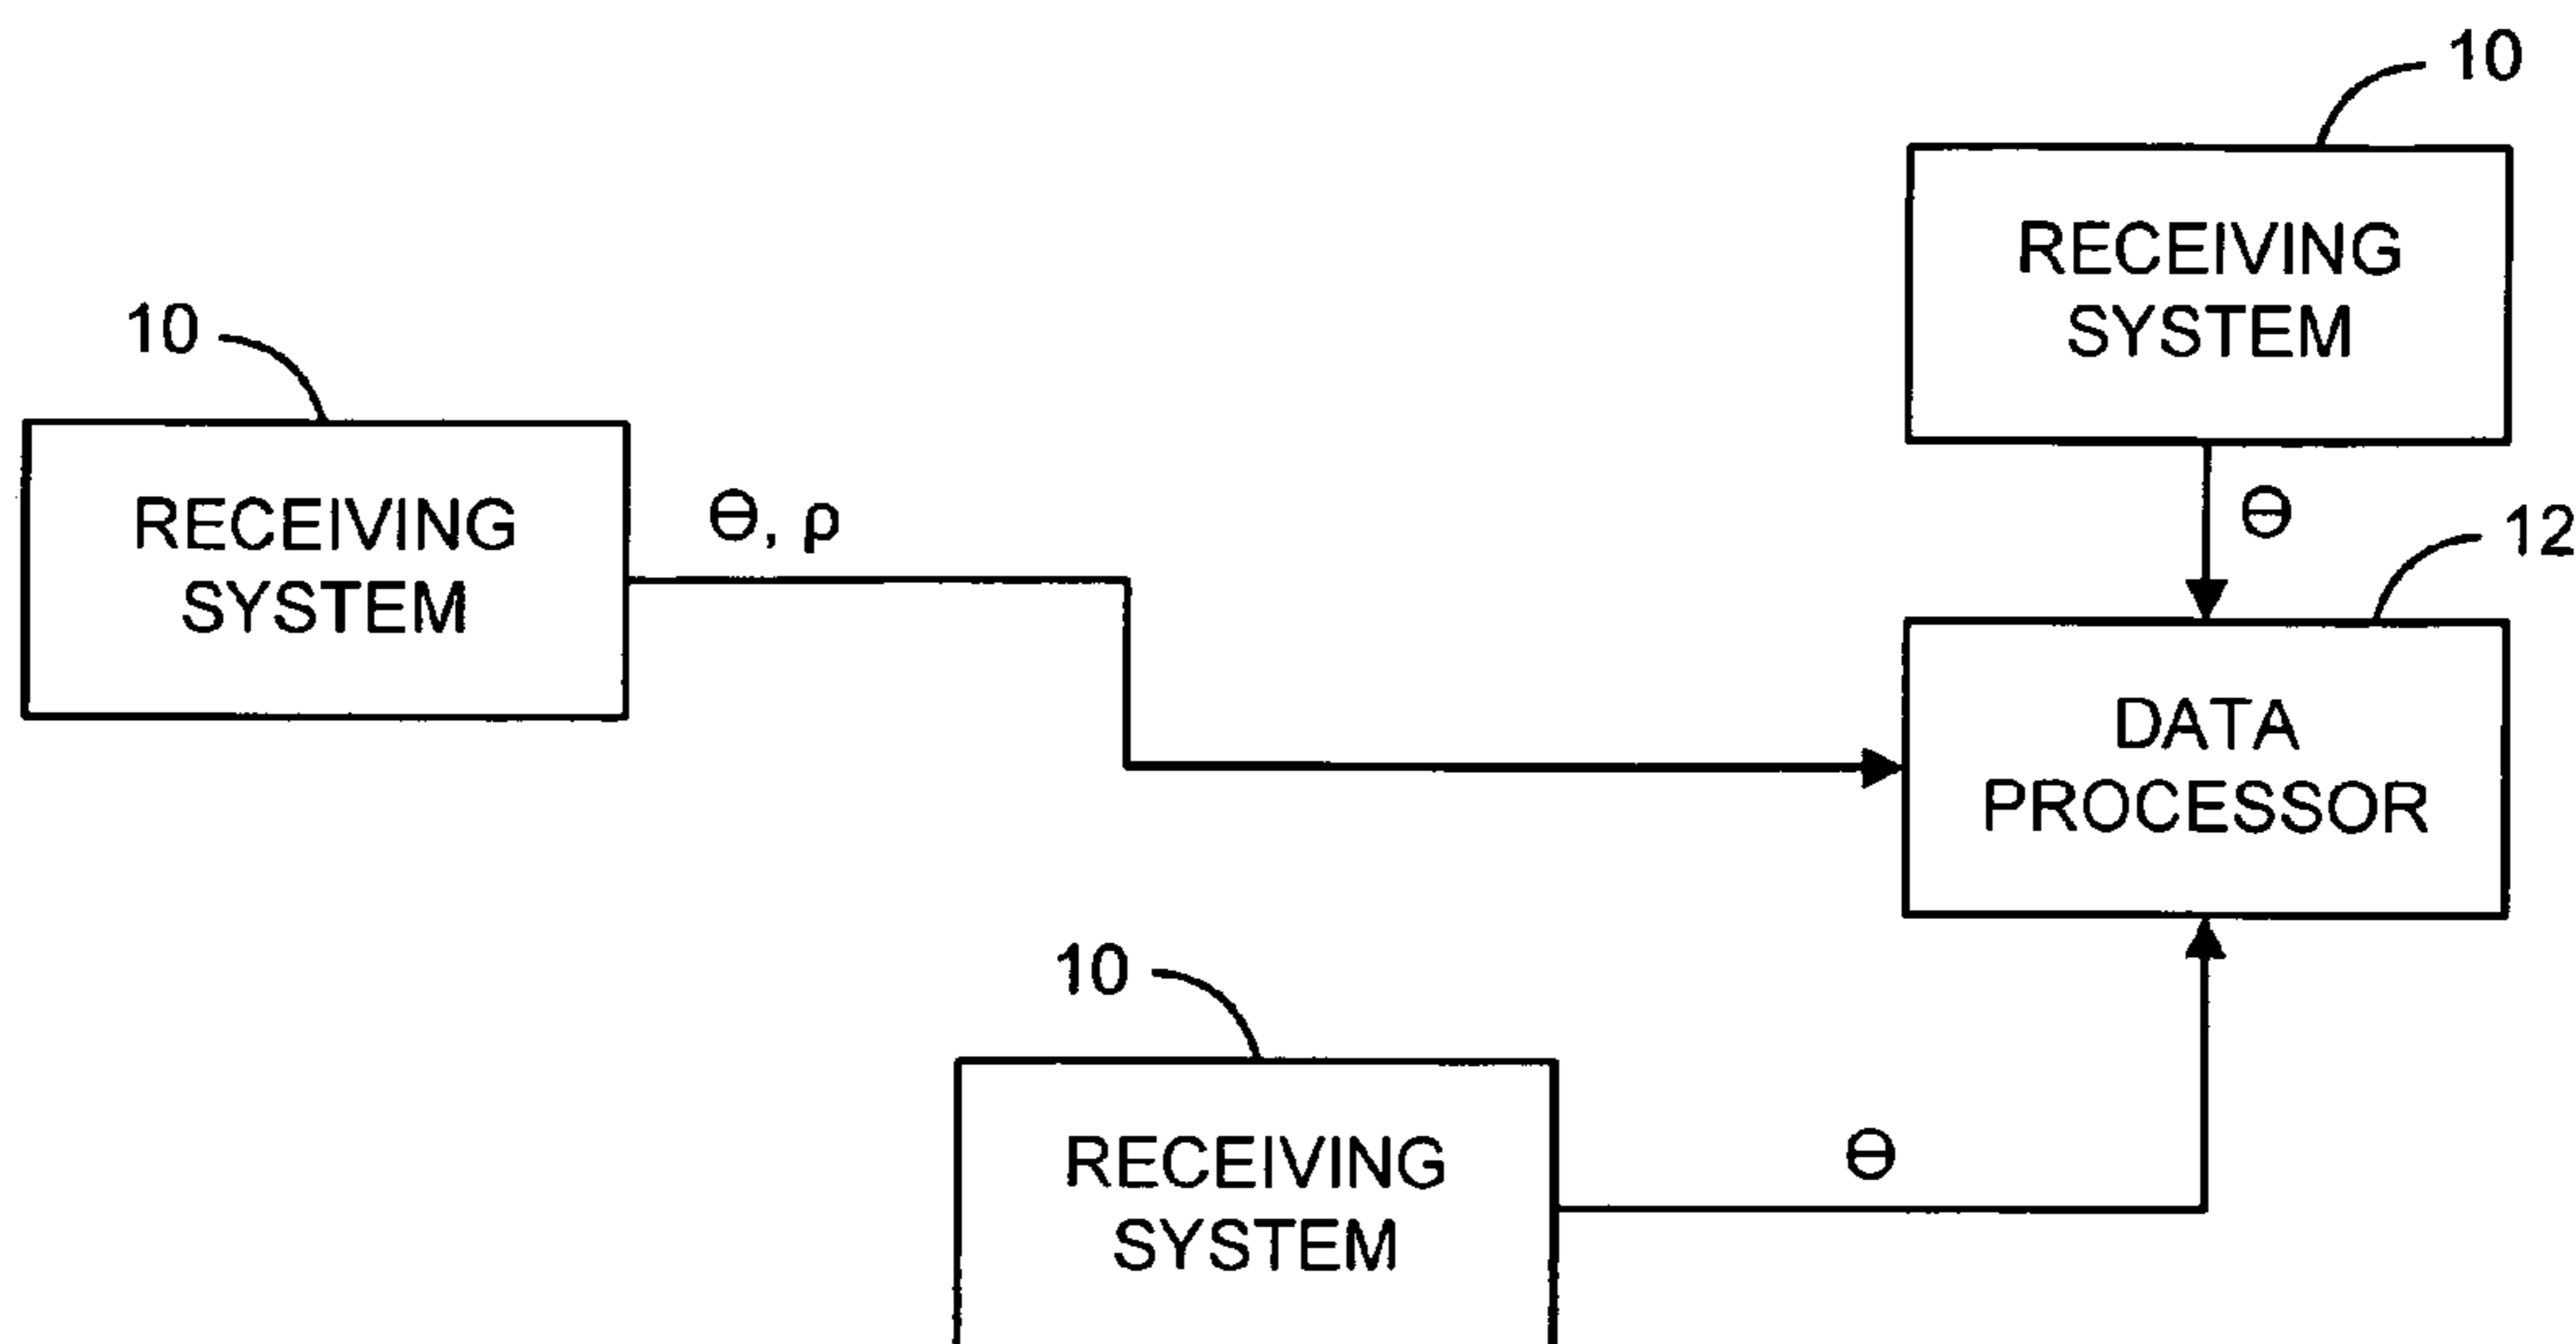 10
RECEIVING
SYSTEM
10
RECEIVING
SYSTEM
Θ, ρ
Θ
12
DATA
PROCESSOR
10
RECEIVING
SYSTEM
Θ